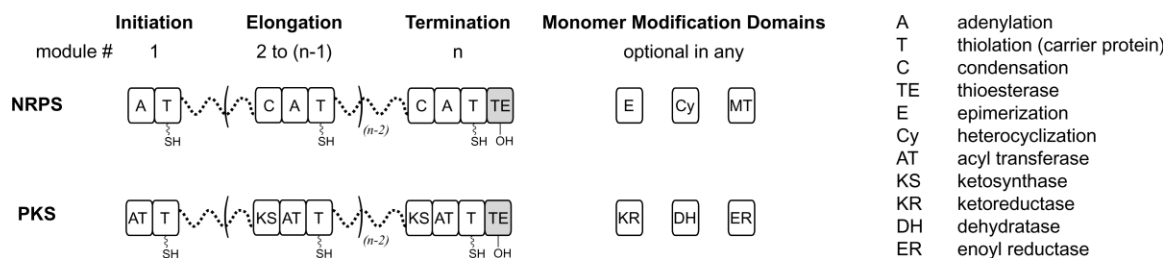 Initiation Elongation Termination Monomer Modification Domains
module # 1 2 to (n-1) n optional in any
NRPS A T C A T (n-2) C A T TE E Cy MT
SH SH SH OH
PKS AT T KS AT T (n-2) KS AT T TE KR DH ER
SH SH SH OH
A adenylation
T thiolation (carrier protein)
C condensation
TE thioesterase
E epimerization
Cy heterocyclization
AT acyl transferase
KS ketosynthase
KR ketoreductase
DH dehydratase
ER enoyl reductase